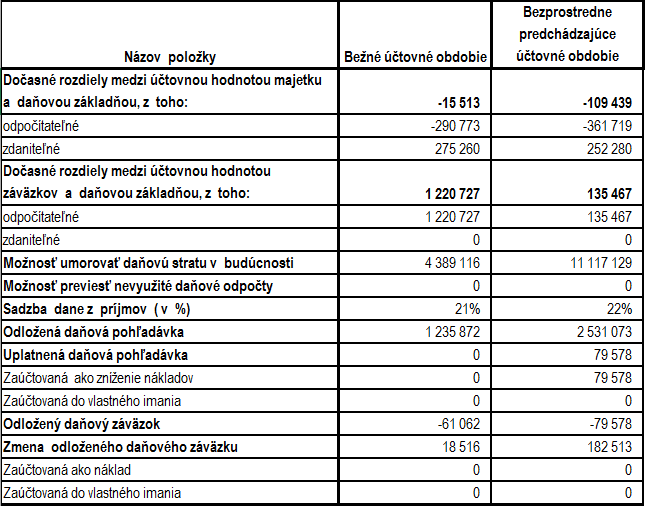 Názov položky Bežné účtovné obdobie Bezprostredne
predchádzajúce
účtovné obdobie
Dočasné rozdiely medzi účtovnou hodnotou majetku
a daňovou základňou, z toho: -15 513 -109 439
odpočítateľné -290 773 -361 719
zdaniteľné 275 260 252 280
Dočasné rozdiely medzi účtovnou hodnotou
záväzkov a daňovou základňou, z toho: 1 220 727 135 467
odpočítateľné 1 220 727 135 467
zdaniteľné 0 0
Možnosť umorovať daňovú stratu v budúcnosti 4 389 116 11 117 129
Možnosť previesť nevyužité daňové odpočty 0 0
Sadzba dane z príjmov ( v %) 21% 22%
Odložená daňová pohľadávka 1 235 872 2 531 073
Uplatnená daňová pohľadávka 0 79 578
Zaúčtovaná ako zníženie nákladov 0 79 578
Zaúčtovaná do vlastného imania 0 0
Odložený daňový záväzok -61 062 -79 578
Zmena odloženého daňového záväzku 18 516 182 513
Zaúčtovaná ako náklad 0 0
Zaúčtovaná do vlastného imania 0 0